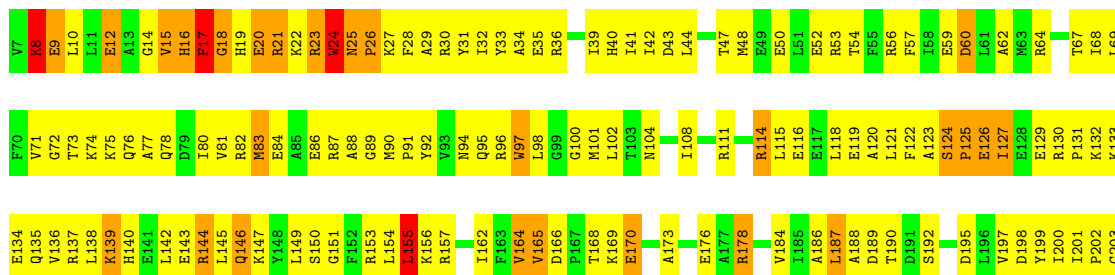 V7 K8 E9 L10 L11 E12 A13 G14 V15 H16 F17 G18 H19 E20 R21 K22 R23 W24 N25 P26 K27 F28 A29 R30 Y31 I32 Y33 A34 E35 R36 I39 H40 I41 I42 D43 L44 T47 M48 E49 E50 L51 E52 R53 T54 F55 R56 F57 I58 E59 D60 L61 A62 M63 R64 T67 I68 L69
F70 V71 G72 T73 K74 K75 Q76 A77 Q78 D79 I80 V81 R82 M83 E84 A85 E86 R87 A88 G89 M90 P91 Y92 V93 N94 Q95 R96 W97 L98 G99 G100 M101 L102 T103 N104 I108 R111 R114 L115 E116 E117 L118 E119 A120 L121 F122 A123 S124 P125 E126 I127 E128 E129 R130 P131 K132 K133
E134 Q135 V136 R137 L138 K139 H140 E141 L142 E143 R144 L145 Q146 K147 Y148 L149 S150 G151 F152 R153 L154 L155 K156 R157 I162 F163 V164 V165 D166 P167 T168 K169 E170 A173 E176 A177 R178 V184 I185 A186 L187 A188 D189 T190 D191 S192 D195 L196 V197 D198 Y199 I200 I201 P202 G203